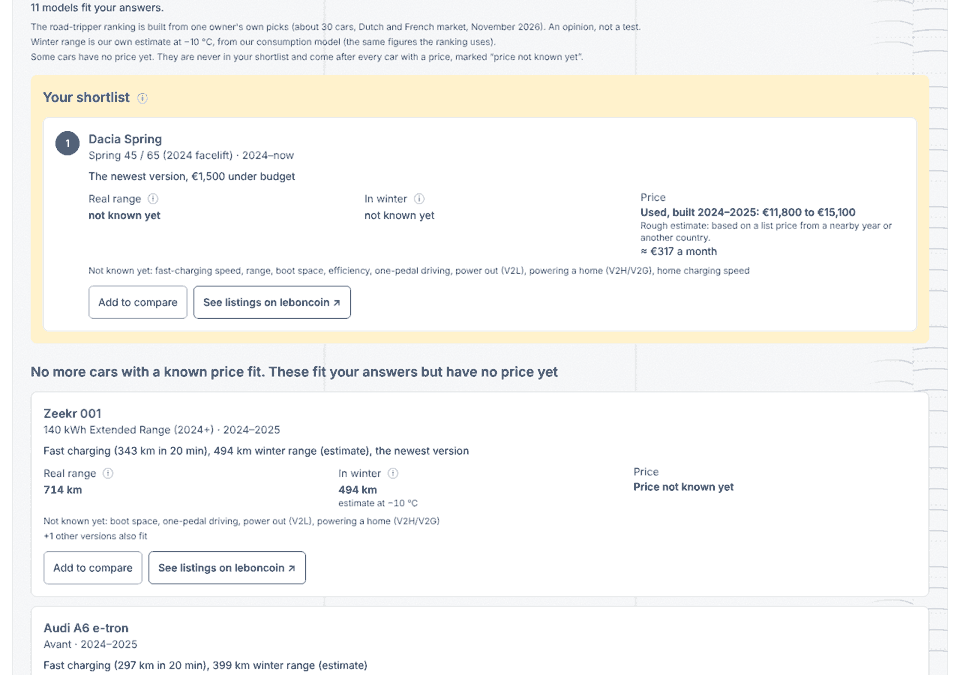 11 models fit your answers.
The road-tripper ranking is built from one owner's own picks (about 30 cars, Dutch and French market, November 2026). An opinion, not a test.
Winter range is our own estimate at −10 °C, from our consumption model (the same figures the ranking uses).
Some cars have no price yet. They are never in your shortlist and come after every car with a price, marked “price not known yet”.
Your shortlist ⓘ
1
Dacia Spring
Spring 45 / 65 (2024 facelift) · 2024–now
The newest version, €1,500 under budget
Real range ⓘ
not known yet
In winter ⓘ
not known yet
Price
Used, built 2024–2025: €11,800 to €15,100
Rough estimate: based on a list price from a nearby year or
another country.
≈ €317 a month
Not known yet: fast-charging speed, range, boot space, efficiency, one-pedal driving, power out (V2L), powering a home (V2H/V2G), home charging speed
Add to compare
See listings on leboncoin ↗
No more cars with a known price fit. These fit your answers but have no price yet
Zeekr 001
140 kWh Extended Range (2024+) · 2024–2025
Fast charging (343 km in 20 min), 494 km winter range (estimate), the newest version
Real range ⓘ
714 km
In winter ⓘ
494 km
estimate at −10 °C
Price
Price not known yet
Not known yet: boot space, one-pedal driving, power out (V2L), powering a home (V2H/V2G)
+1 other versions also fit
Add to compare
See listings on leboncoin ↗
Audi A6 e-tron
Avant · 2024–2025
Fast charging (297 km in 20 min), 399 km winter range (estimate)